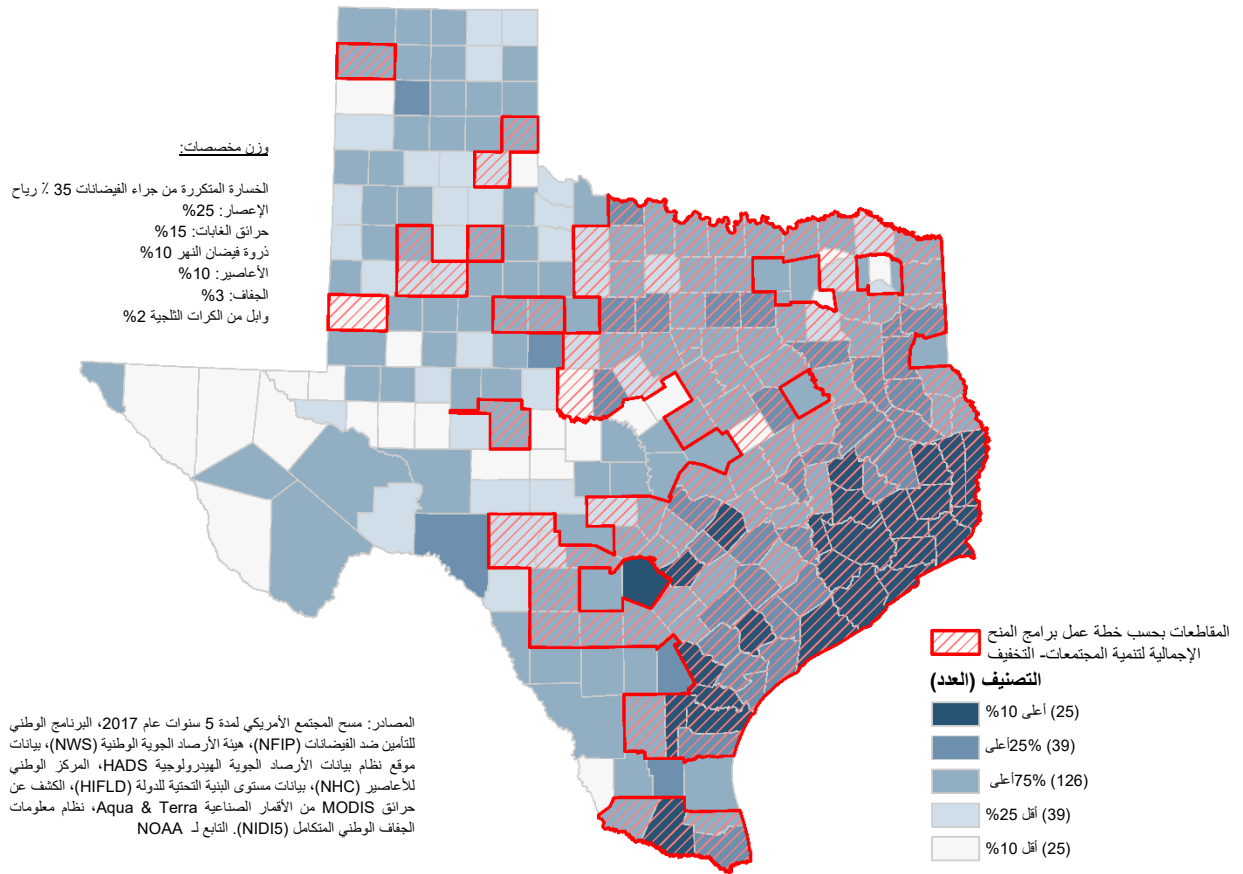 وزن مخصصات:
الخسارة المتكررة من جراء الفيضانات 35 ٪ رياح
الإعصار: 25%
حرائق الغابات: 15%
ذروة فيضان النهر 10%
الأعاصير: 10%
الجفاف: 3%
وابل من الكرات الثلجية 2%
المقاطعات بحسب خطة عمل برامج المنح
الإجمالية لتنمية المجتمعات- التخفيف
التصنيف (العدد)
(25) أعلى 10%
(39) 25%أعلى
(126) 75%أعلى
(39) أقل 25%
(25) أقل 10%
المصادر: مسح المجتمع الأمريكي لمدة 5 سنوات عام 2017، البرنامج الوطني
للتأمين ضد الفيضانات (NFIP)، هيئة الأرصاد الجوية الوطنية (NWS)، بيانات
موقع نظام بيانات الأرصاد الجوية الهيدرولوجية HADS، المركز الوطني
للأعاصير (NHC)، بيانات مستوى البنية التحتية للدولة (HIFLD)، الكشف عن
حرائق MODIS من الأقمار الصناعية Aqua & Terra، نظام معلومات
الجفاف الوطني المتكامل (NIDI5). التابع لـ NOAA